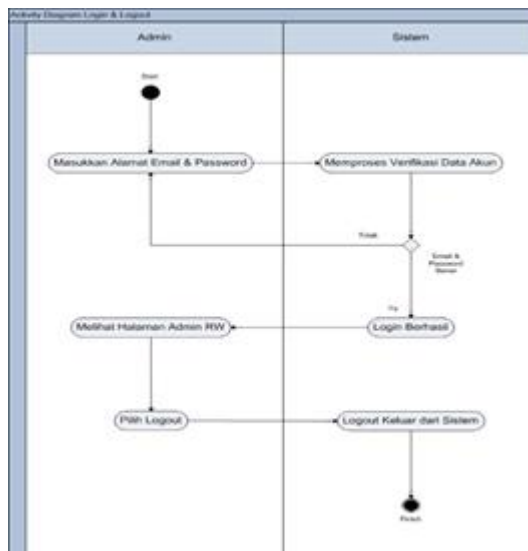 Activity Diagram Login & Logout
Admin
Sistem
Start
Masukkan Alamat Email & Password
Memproses Verifikasi Data Akun
Tidak
Email &
Password
Benar
Ya
Melihat Halaman Admin RW
Login Berhasil
Pilih Logout
Logout Keluar dari Sistem
Finish